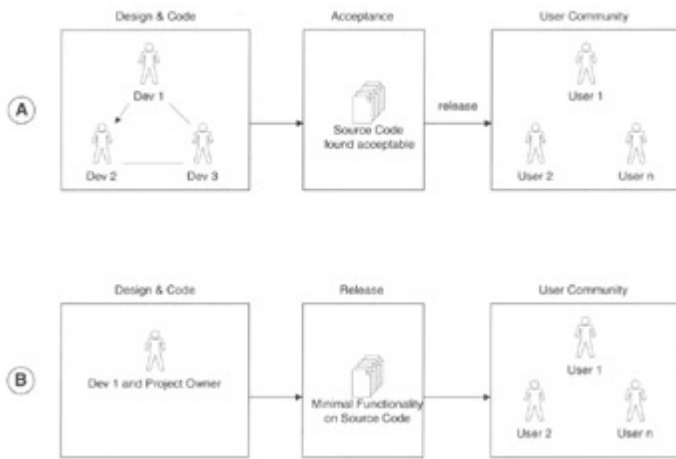 Design & Code
Acceptance
User Community
A
Dev 1
Dev 2
Dev 3
Source Code
found acceptable
release
User 1
User 2
User n
Design & Code
Release
User Community
B
Dev 1 and Project Owner
Minimal Functionality
on Source Code
User 1
User 2
User n